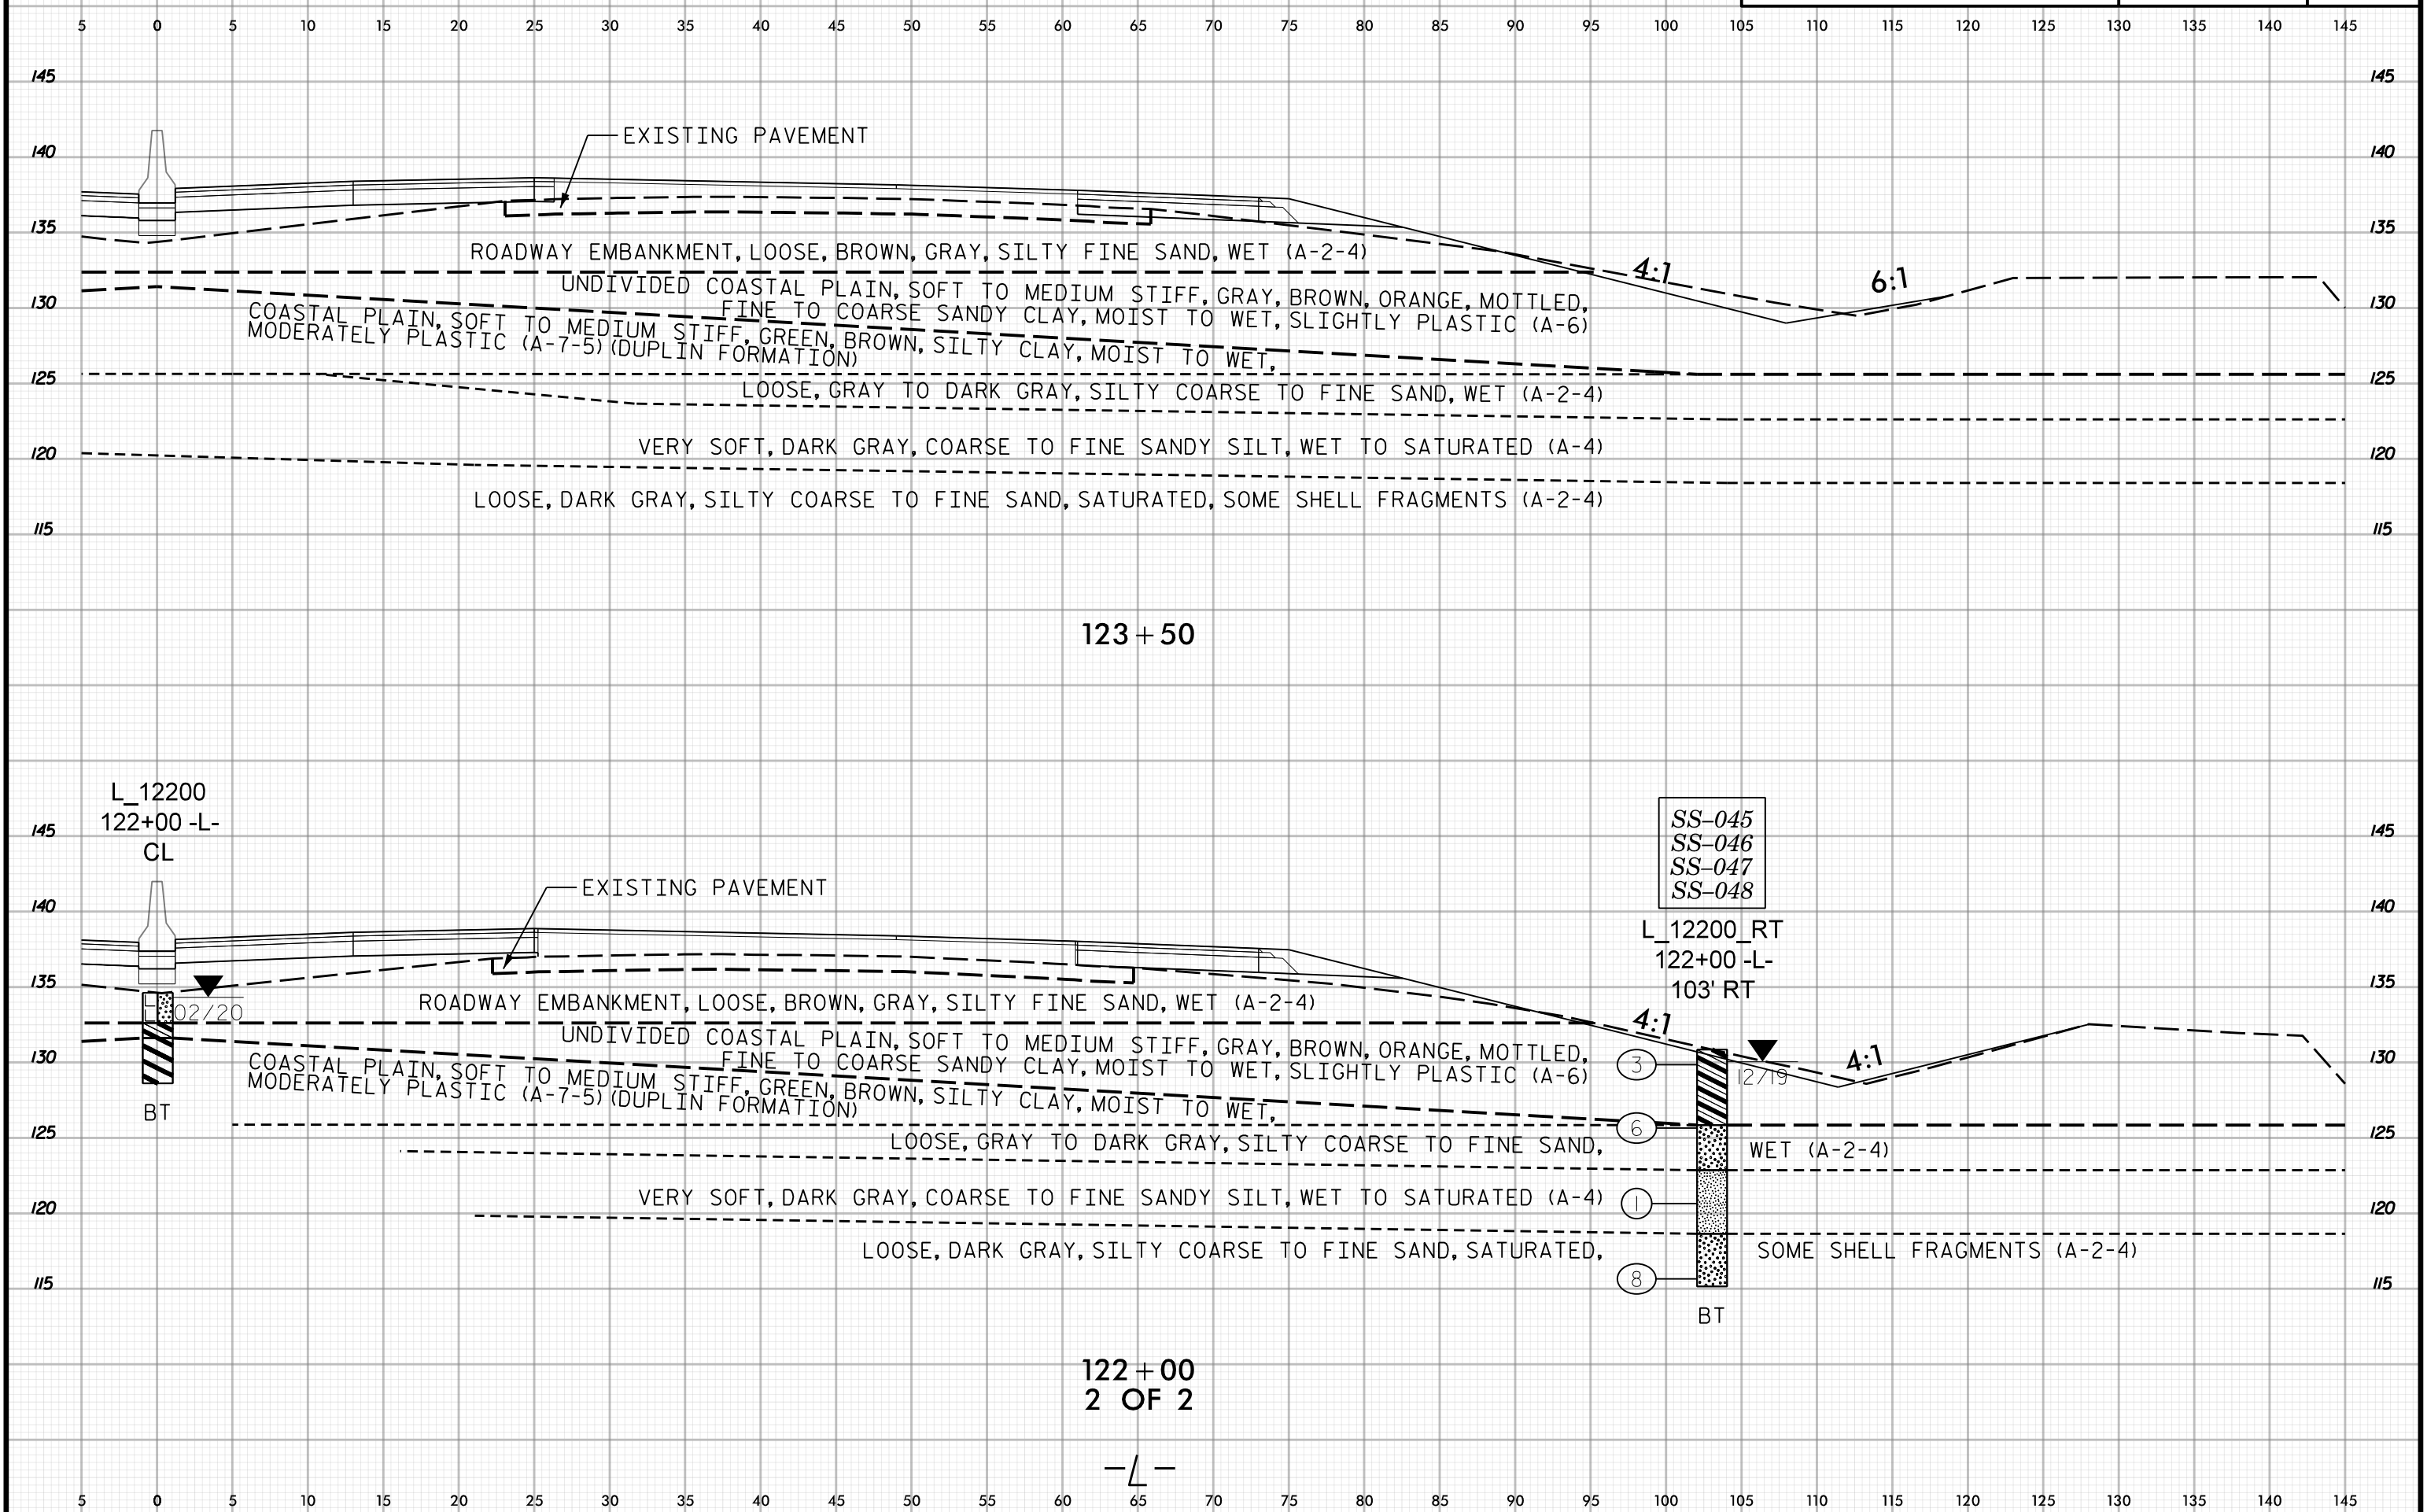 5 0 5 10 15 20 25 30 35 40 45 50 55 60 65 70 75 80 85 90 95 100 105 110 115 120 125 130 135 140 145
145 145
EXISTING PAVEMENT
140 140
135 135
ROADWAY EMBANKMENT, LOOSE, BROWN, GRAY, SILTY FINE SAND, WET (A-2-4)
4:1 6:1
UNDIVIDED COASTAL PLAIN, SOFT TO MEDIUM STIFF, GRAY, BROWN, ORANGE, MOTTLED,
130 130
FINE TO COARSE SANDY CLAY, MOIST TO WET, SLIGHTLY PLASTIC (A-6)
COASTAL PLAIN, SOFT TO MEDIUM STIFF, GREEN, BROWN, SILTY CLAY, MOIST TO WET,
MODERATELY PLASTIC (A-7-5) (DUPLIN FORMATION)
125 125
LOOSE, GRAY TO DARK GRAY, SILTY COARSE TO FINE SAND, WET (A-2-4)
VERY SOFT, DARK GRAY, COARSE TO FINE SANDY SILT, WET TO SATURATED (A-4)
120 120
LOOSE, DARK GRAY, SILTY COARSE TO FINE SAND, SATURATED, SOME SHELL FRAGMENTS (A-2-4)
115 115
123+50
L_12200
122+00 -L-
CL
SS-045
SS-046
SS-047
SS-048
145 145
EXISTING PAVEMENT
140 140
L_12200_RT
122+00 -L-
103' RT
135 135
02/20
ROADWAY EMBANKMENT, LOOSE, BROWN, GRAY, SILTY FINE SAND, WET (A-2-4)
4:1
UNDIVIDED COASTAL PLAIN, SOFT TO MEDIUM STIFF, GRAY, BROWN, ORANGE, MOTTLED,
130 130
FINE TO COARSE SANDY CLAY, MOIST TO WET, SLIGHTLY PLASTIC (A-6)
3
12/19
4:1
COASTAL PLAIN, SOFT TO MEDIUM STIFF, GREEN, BROWN, SILTY CLAY, MOIST TO WET,
MODERATELY PLASTIC (A-7-5) (DUPLIN FORMATION)
BT
125 125
6
LOOSE, GRAY TO DARK GRAY, SILTY COARSE TO FINE SAND, WET (A-2-4)
VERY SOFT, DARK GRAY, COARSE TO FINE SANDY SILT, WET TO SATURATED (A-4)
1
120 120
LOOSE, DARK GRAY, SILTY COARSE TO FINE SAND, SATURATED, SOME SHELL FRAGMENTS (A-2-4)
8
115 115
BT
122+00
2 OF 2
-L-
5 0 5 10 15 20 25 30 35 40 45 50 55 60 65 70 75 80 85 90 95 100 105 110 115 120 125 130 135 140 145